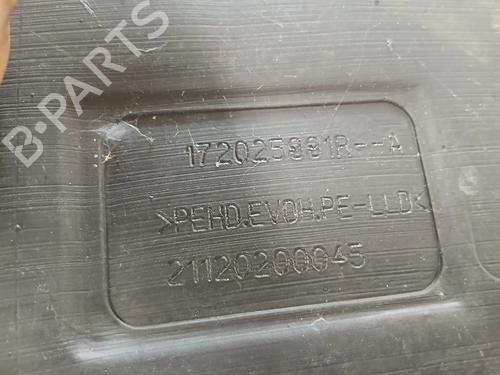 B-PARTS
172025881R--A
>PEHD.EVOH.PE-LLD<
21120200045